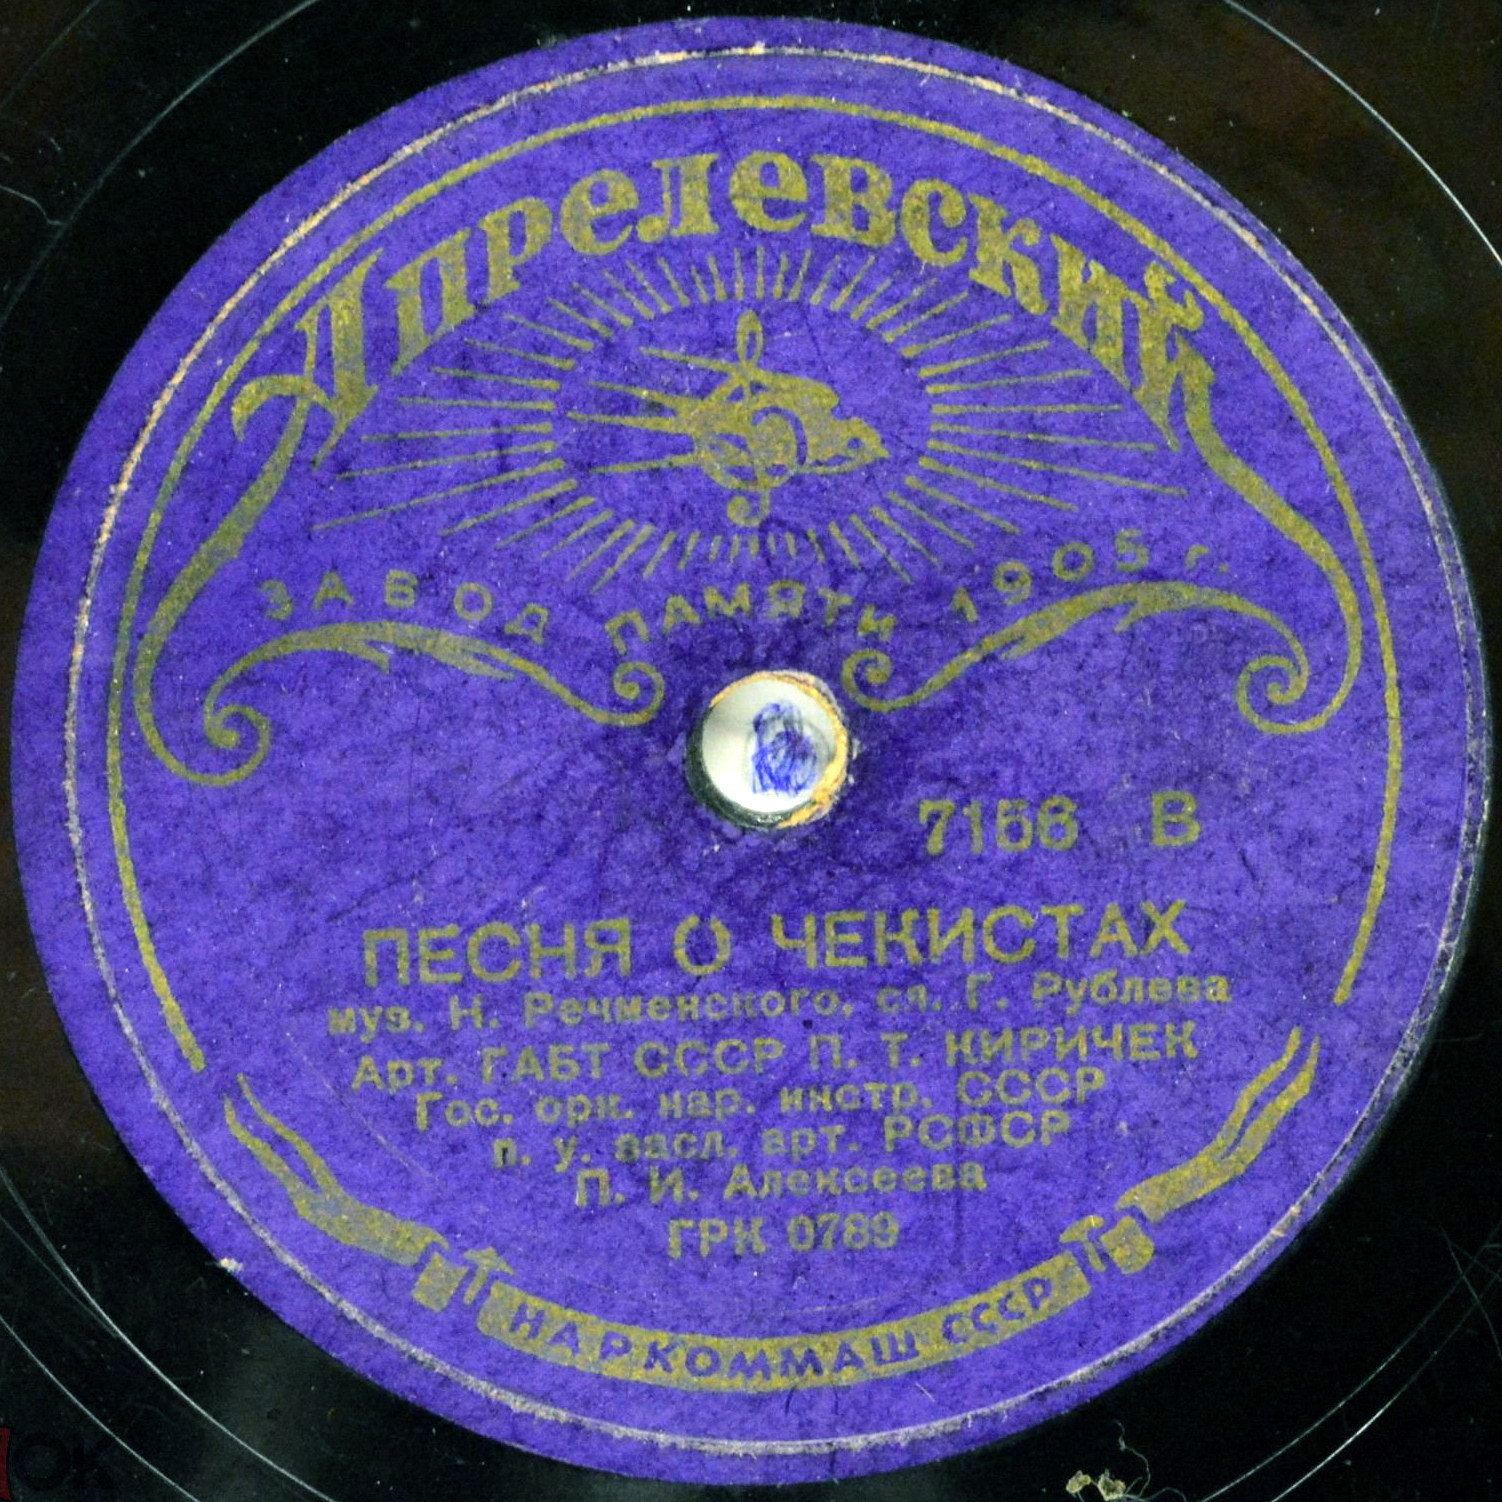 Апрелевский
ЗАВОД ПАМЯТИ 1905 г.
7156 В
ПЕСНЯ О ЧЕКИСТАХ
муз. Н. Речменского, сл. Г. Рублева
Арт. ГАБТ СССР П. Т. КИРИЧЕК
Гос. орк. нар. инстр. СССР
п. у. засл. арт. РСФСР
П. И. Алексеева
ГРК 0789
НАРКОММАШ СССР